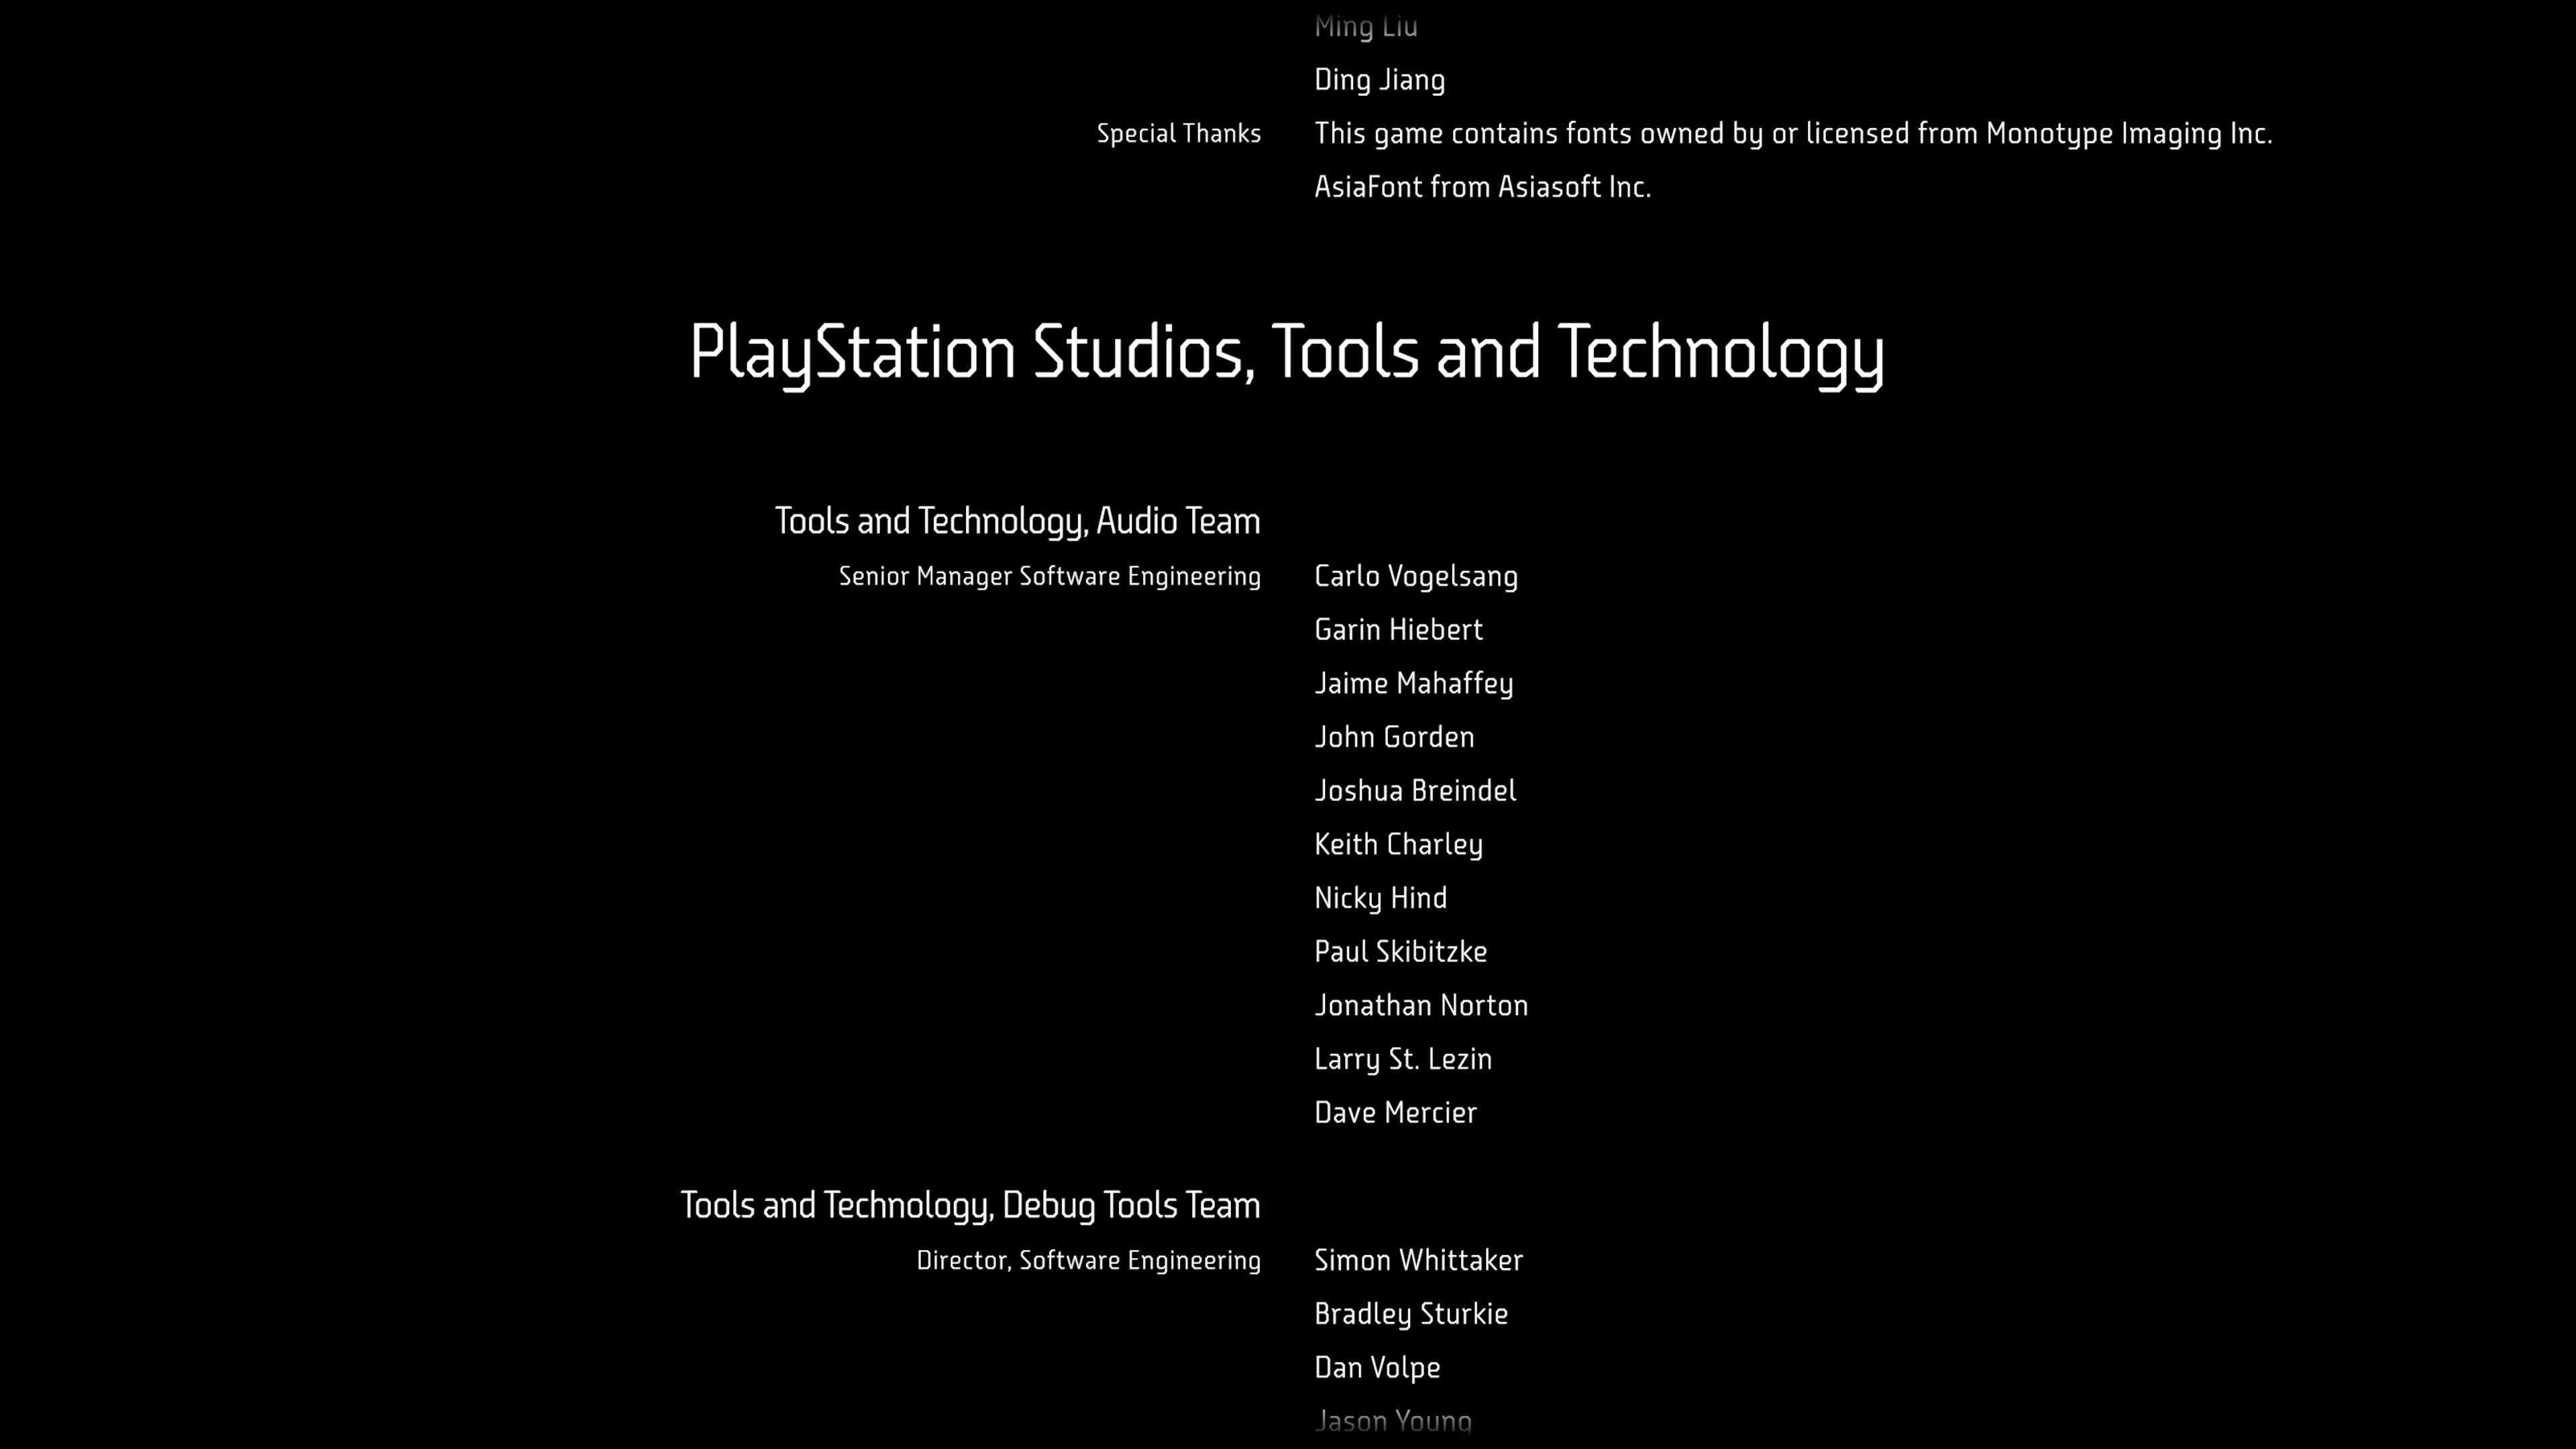 Ming Liu
Ding Jiang
Special Thanks This game contains fonts owned by or licensed from Monotype Imaging Inc.
AsiaFont from Asiasoft Inc.
PlayStation Studios, Tools and Technology
Tools and Technology, Audio Team
Senior Manager Software Engineering Carlo Vogelsang
Garin Hiebert
Jaime Mahaffey
John Gorden
Joshua Breindel
Keith Charley
Nicky Hind
Paul Skibitzke
Jonathan Norton
Larry St. Lezin
Dave Mercier
Tools and Technology, Debug Tools Team
Director, Software Engineering Simon Whittaker
Bradley Sturkie
Dan Volpe
Jason Young